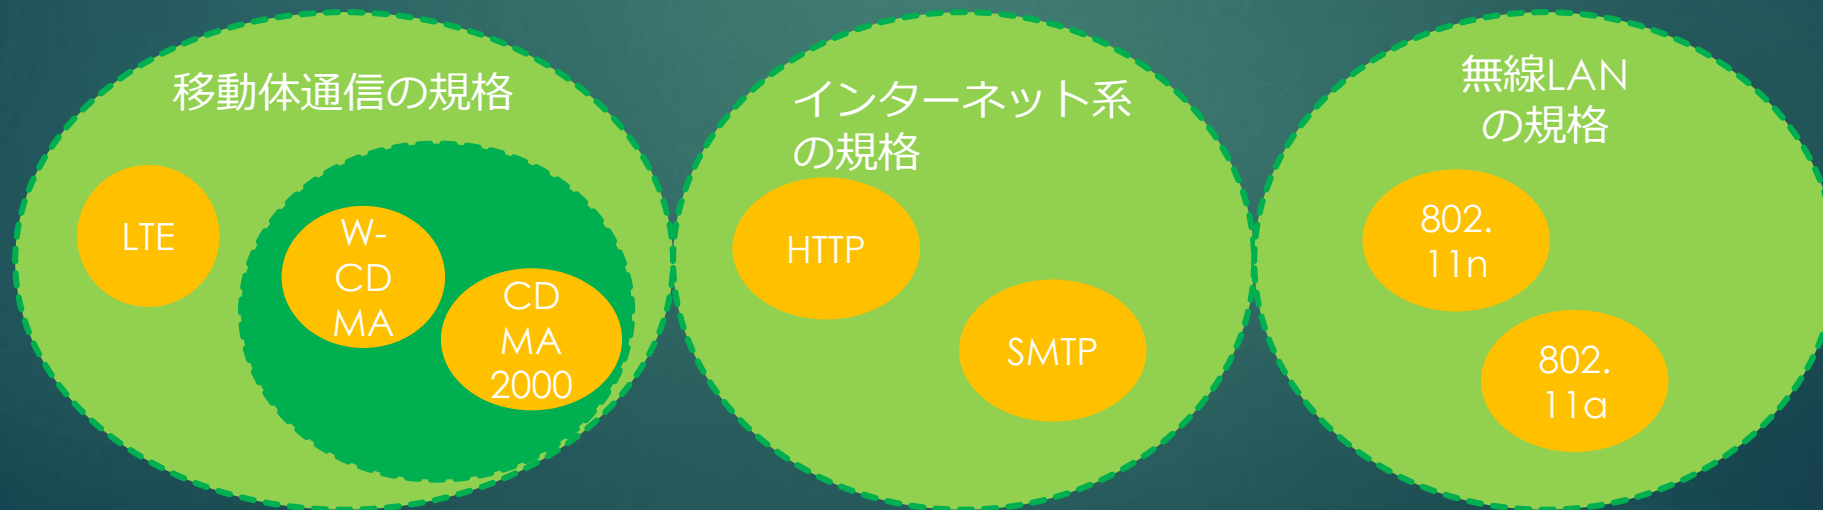 移動体通信の規格
LTE
W-
CD
MA
CD
MA
2000
インターネット系
の規格
HTTP
SMTP
無線LAN
の規格
802.
11n
802.
11a